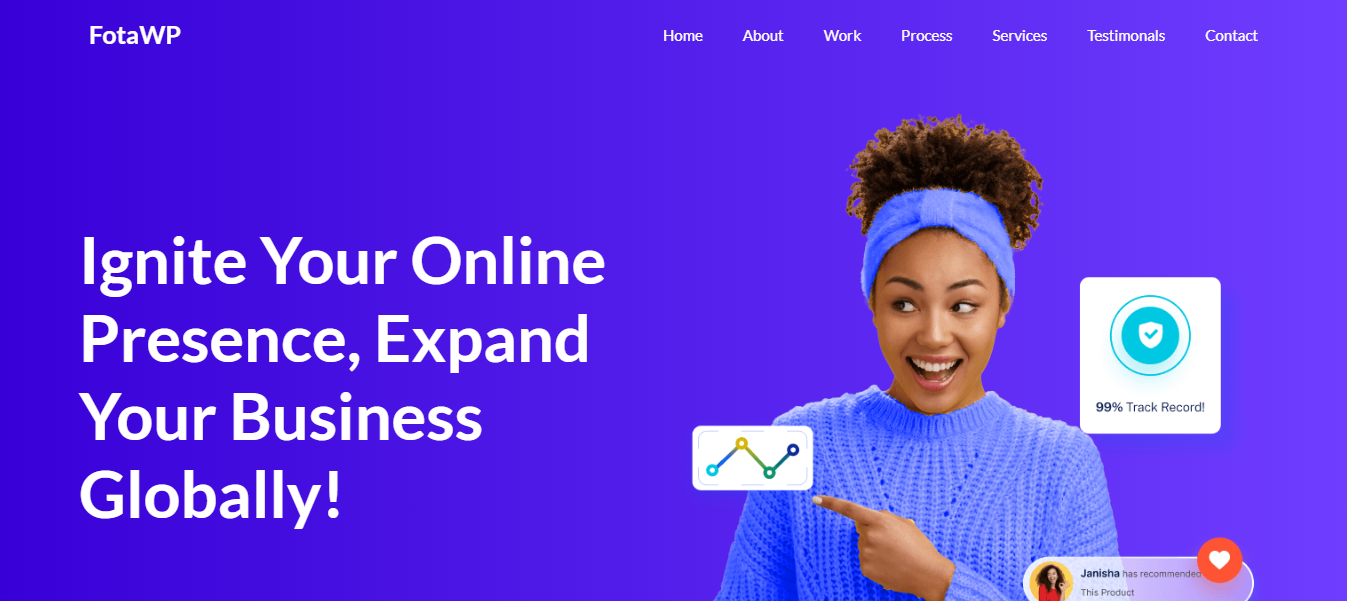 FotaWP
Home About Work Process Services Testimonals Contact
Ignite Your Online
Presence, Expand
Your Business
Globally!
99% Track Record!
Janisha has recommended
This Product